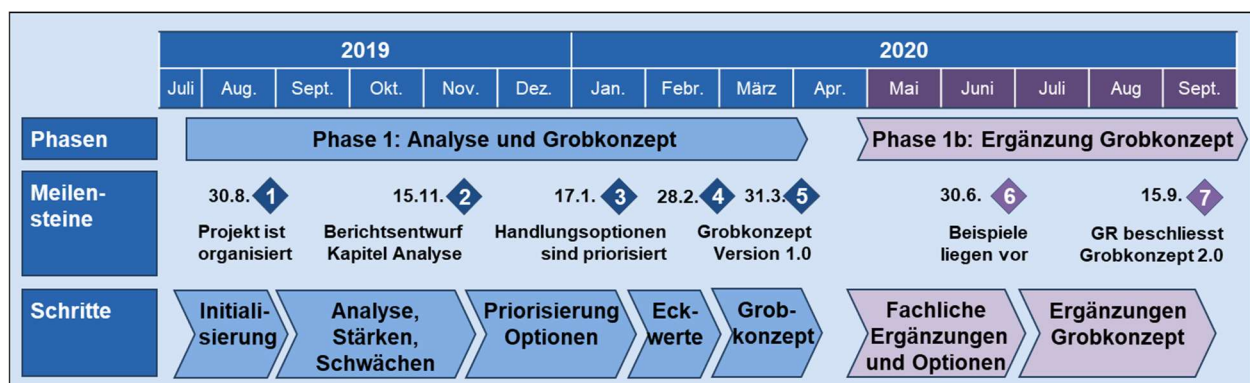 2019 2020
Juli Aug. Sept. Okt. Nov. Dez. Jan. Febr. März Apr. Mai Juni Juli Aug Sept.
Phasen
Phase 1: Analyse und Grobkonzept
Phase 1b: Ergänzung Grobkonzept
Meilen-
steine
30.8. 1
Projekt ist
organisiert
15.11. 2
Berichtsentwurf
Kapitel Analyse
17.1. 3
Handlungsoptionen
sind priorisiert
28.2. 4
31.3. 5
Grobkonzept
Version 1.0
30.6. 6
Beispiele
liegen vor
15.9. 7
GR beschliesst
Grobkonzept 2.0
Schritte
Initiali-
sierung
Analyse,
Stärken,
Schwächen
Priorisierung
Optionen
Eck-
werte
Grob-
konzept
Fachliche
Ergänzungen
und Optionen
Ergänzungen
Grobkonzept